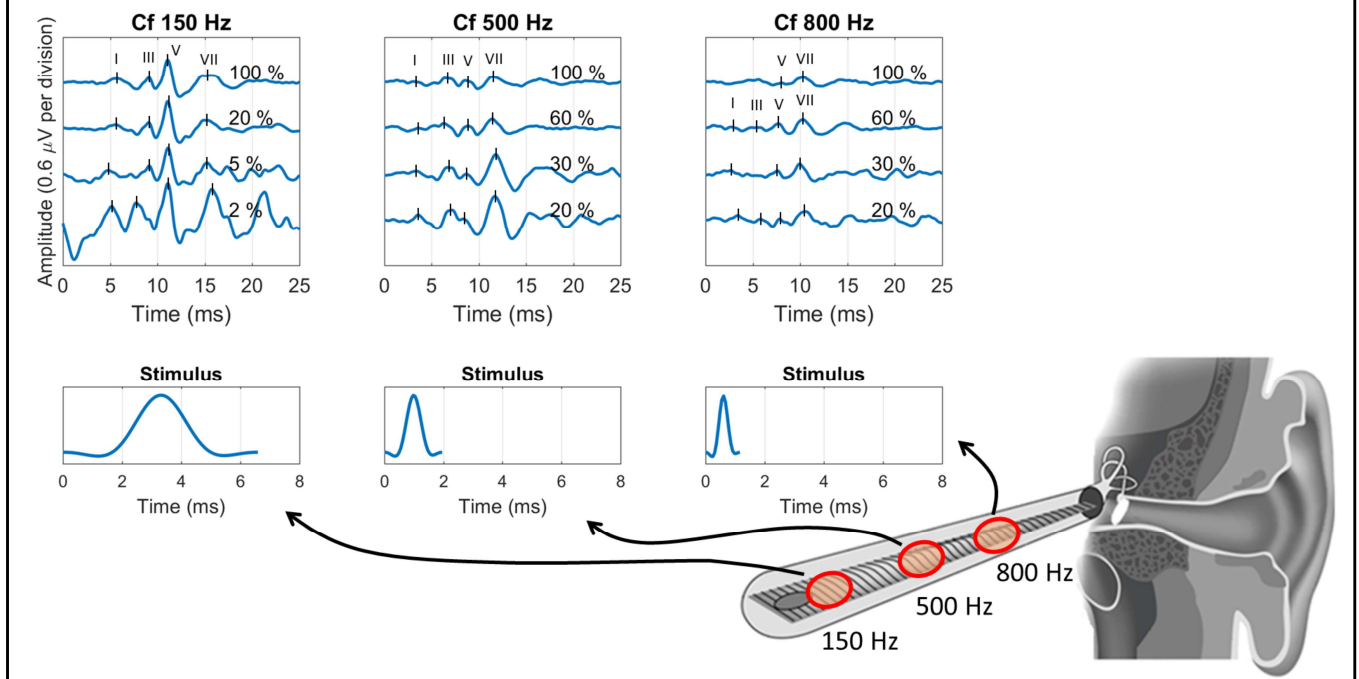 Cf 150 Hz
Amplitude (0.6 μV per division)
I III V VII
100 %
20 %
5 %
2 %
0 5 10 15 20 25
Time (ms)
Cf 500 Hz
I III V VII
100 %
60 %
30 %
20 %
0 5 10 15 20 25
Time (ms)
Cf 800 Hz
V VII
100 %
I III V VII
60 %
30 %
20 %
0 5 10 15 20 25
Time (ms)
Stimulus
0 2 4 6 8
Time (ms)
Stimulus
0 2 4 6 8
Time (ms)
Stimulus
0 2 4 6 8
Time (ms)
800 Hz
500 Hz
150 Hz